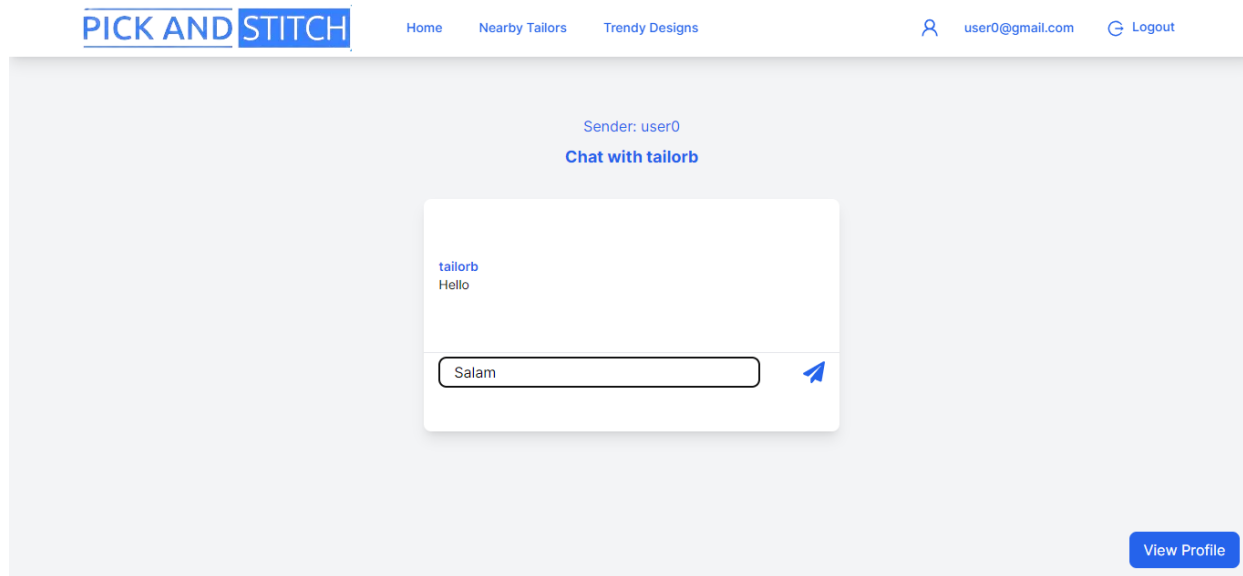 PICK AND STITCH Home Nearby Tailors Trendy Designs user0@gmail.com Logout
Sender: user0
Chat with tailorb
tailorb
Hello
Salam
View Profile